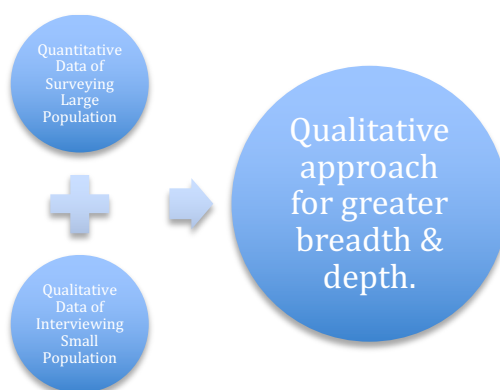 Quantitative
Data of
Surveying
Large
Population
Qualitative
Data of
Interviewing
Small
Population
Qualitative
approach
for greater
breadth &
depth.